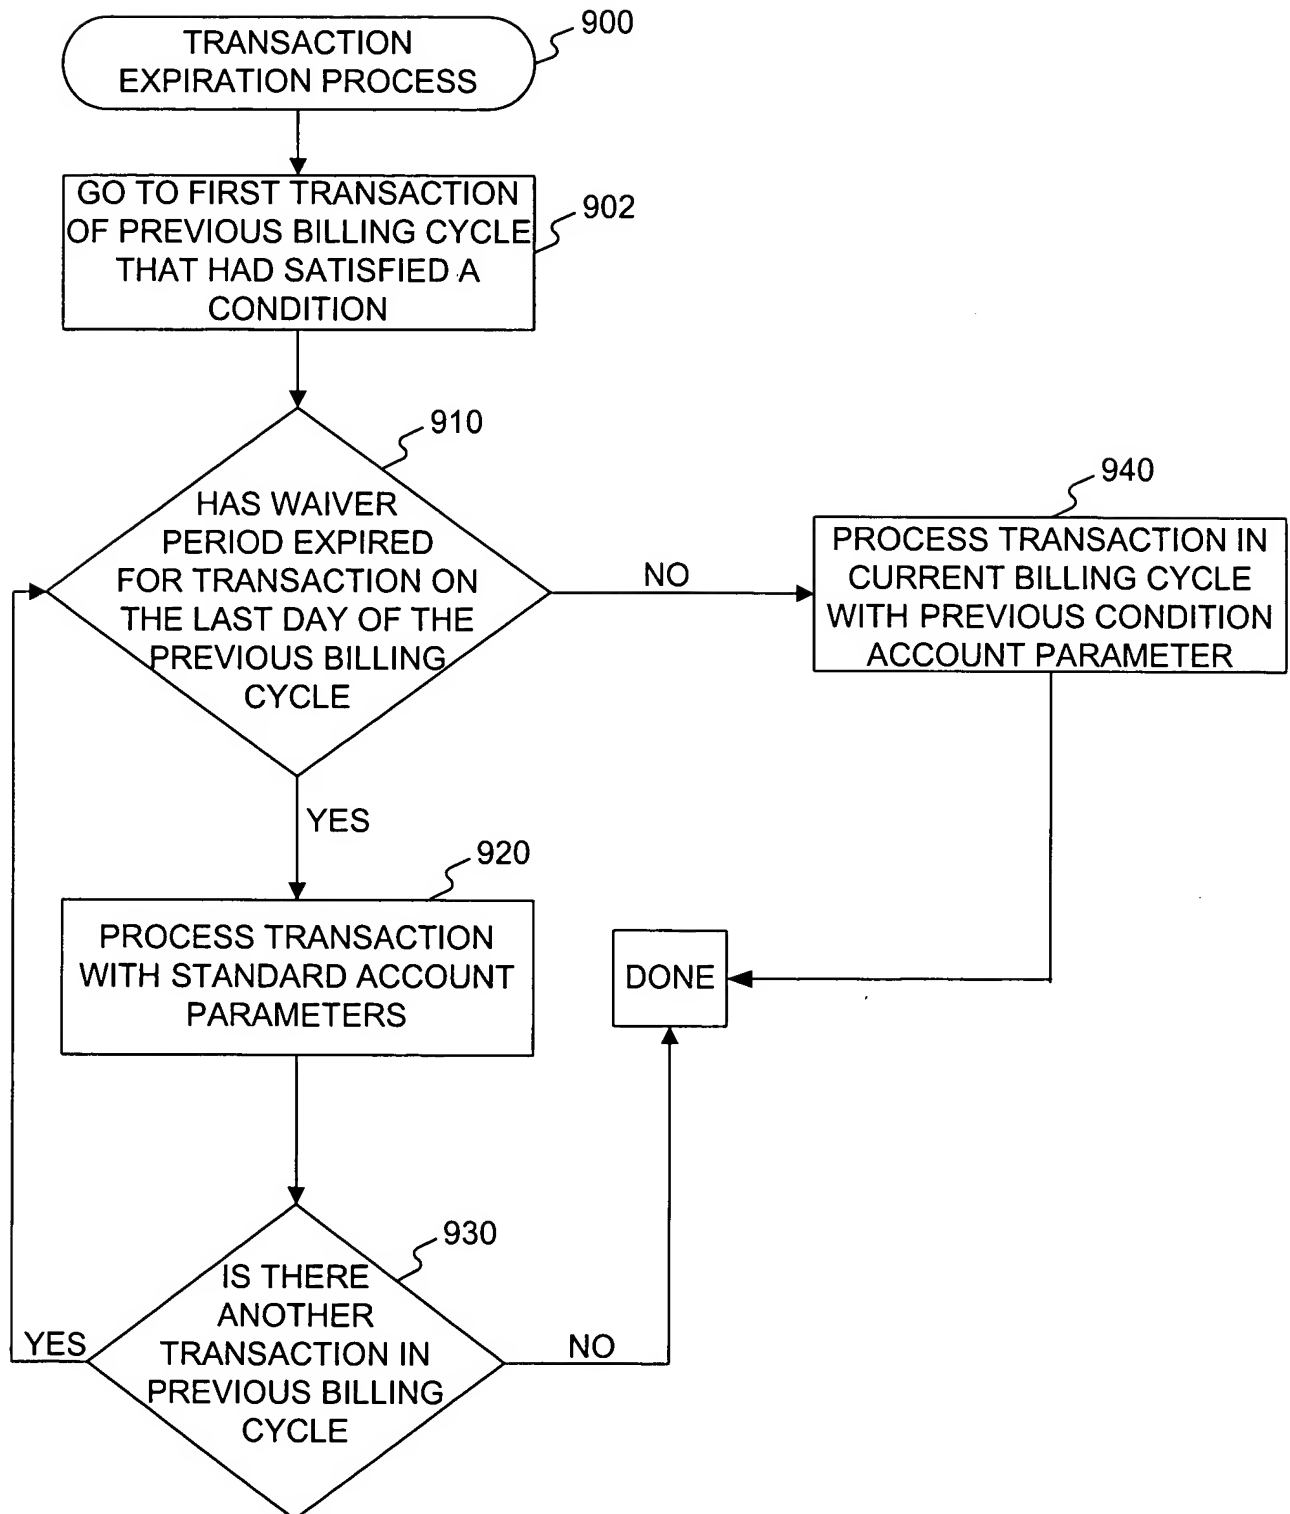 900
TRANSACTION
EXPIRATION PROCESS
GO TO FIRST TRANSACTION
OF PREVIOUS BILLING CYCLE
THAT HAD SATISFIED A
CONDITION
902
910
HAS WAIVER
PERIOD EXPIRED
FOR TRANSACTION ON
THE LAST DAY OF THE
PREVIOUS BILLING
CYCLE
NO
940
PROCESS TRANSACTION IN
CURRENT BILLING CYCLE
WITH PREVIOUS CONDITION
ACCOUNT PARAMETER
YES
920
PROCESS TRANSACTION
WITH STANDARD ACCOUNT
PARAMETERS
DONE
930
IS THERE
ANOTHER
TRANSACTION IN
PREVIOUS BILLING
CYCLE
YES
NO